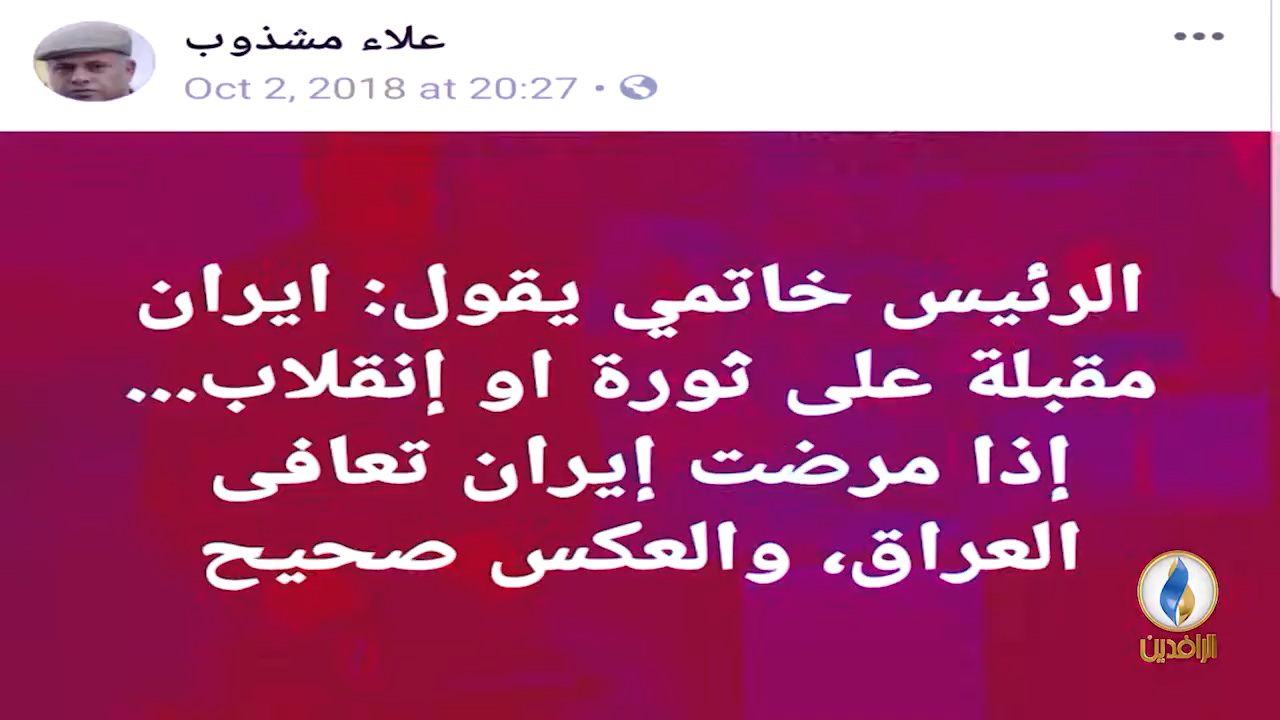 علاء مشذوب
Oct 2, 2018 at 20:27
الرئيس خاتمي يقول: ايران
مقبلة على ثورة او إنقلاب...
إذا مرضت إيران تعافى
العراق، والعكس صحيح
الرافدين